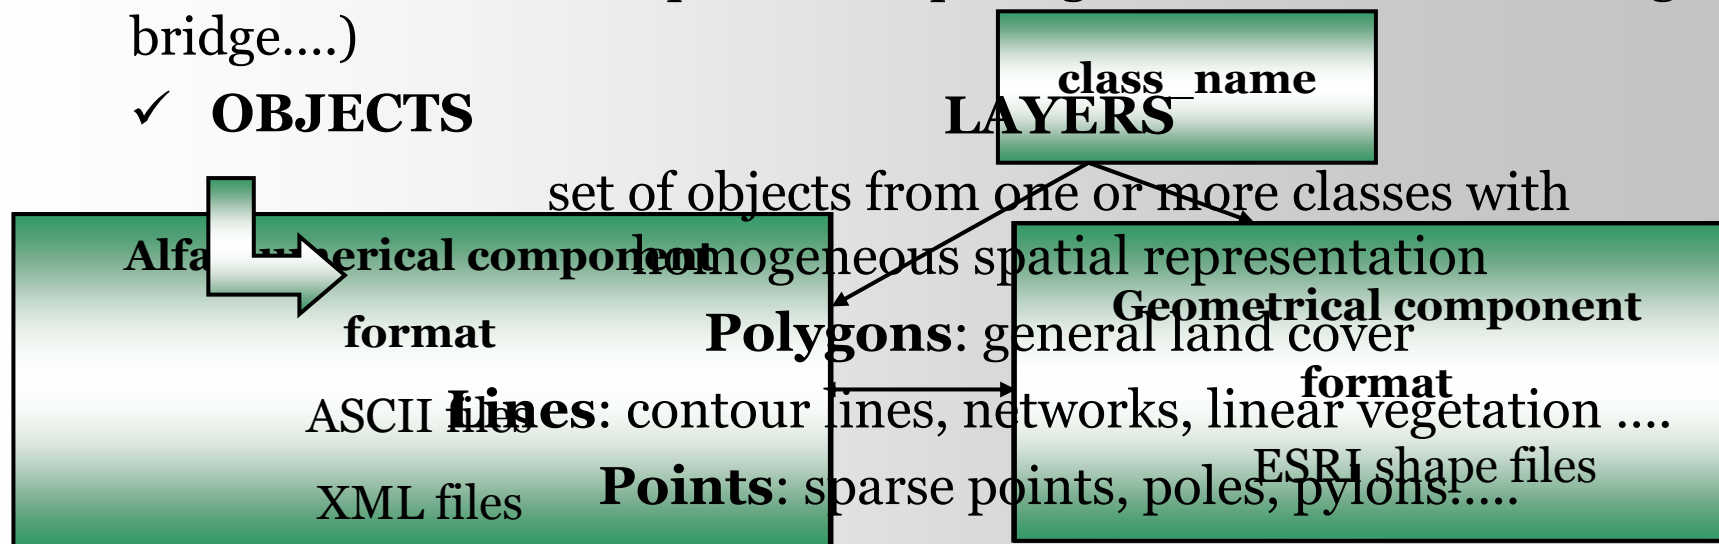 bridge....)
class_name
✓ OBJECTS
LAYERS
set of objects from one or more classes with
homogeneous spatial representation
component
Geometrical component
Polygons: general land cover
format
format
Lines: contour lines, networks, linear vegetation ....
ASCII files
ESRI shape files
Points: sparse points, poles, pylons.....
XML files